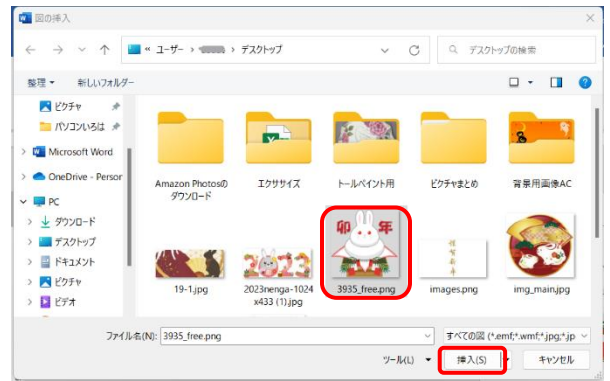 図の挿入
« ユーザー › › デスクトップ
デスクトップの検索
整理 新しいフォルダー
ピクチャ
パソコンいろは
Microsoft Word
OneDrive - Person
PC
ダウンロード
デスクトップ
ドキュメント
ピクチャ
ビデオ
Amazon Photosの
ダウンロード
エクササイズ
トールペイント用
ピクチャまとめ
背景用画像AC
卯 年
2023
謹賀新年
19-1.jpg
2023nenga-1024
x433 (1).jpg
3935_free.png
images.png
img_main.jpg
ファイル名(N): 3935_free.png
すべての図 (*.emf;*.wmf;*.jpg;*.jp
ツール(L) 挿入(S) キャンセル